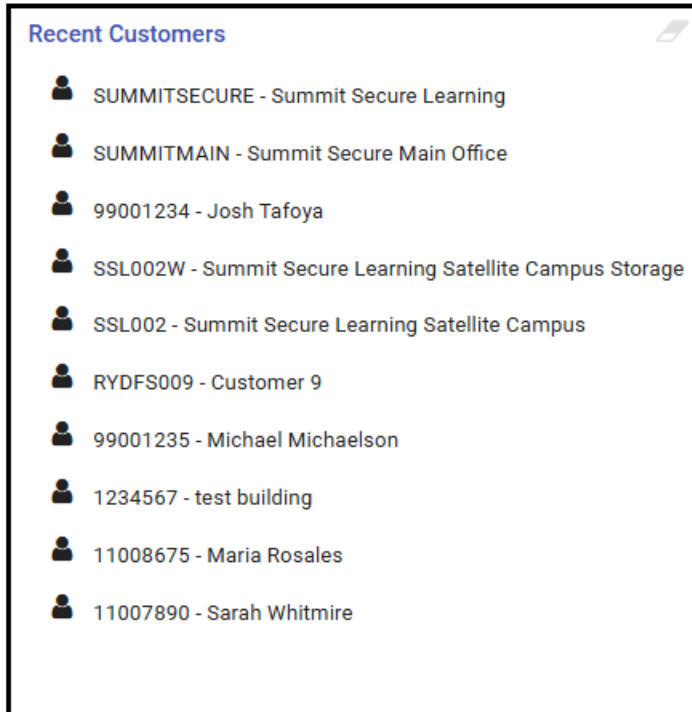 Recent Customers
SUMMITSECURE - Summit Secure Learning
SUMMITMAIN - Summit Secure Main Office
99001234 - Josh Tafoya
SSL002W - Summit Secure Learning Satellite Campus Storage
SSL002 - Summit Secure Learning Satellite Campus
RYDFS009 - Customer 9
99001235 - Michael Michaelson
1234567 - test building
11008675 - Maria Rosales
11007890 - Sarah Whitmire